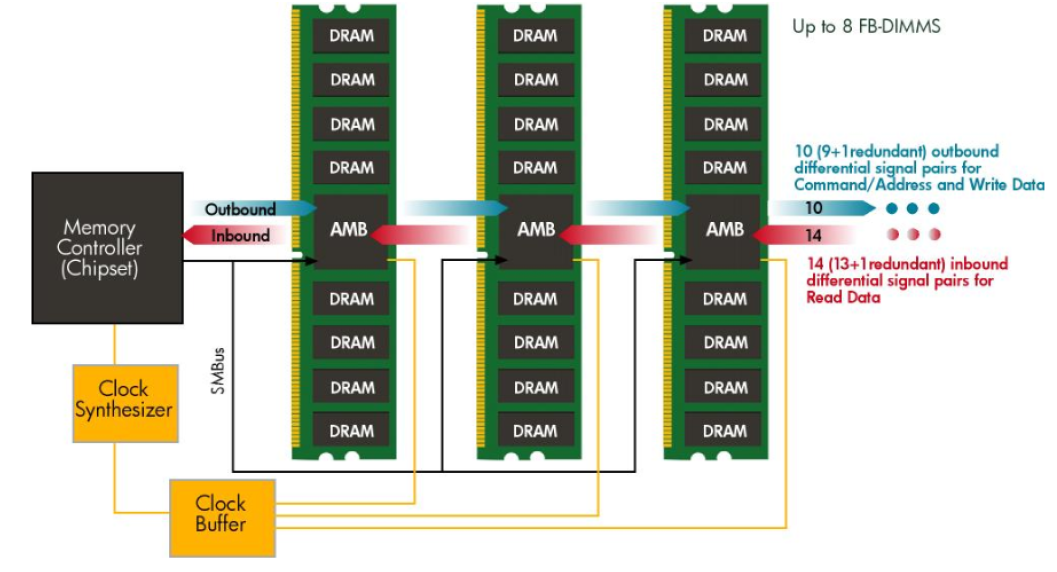 DRAM
DRAM
DRAM
DRAM
AMB
DRAM
DRAM
DRAM
DRAM
DRAM
DRAM
DRAM
DRAM
AMB
DRAM
DRAM
DRAM
DRAM
DRAM
DRAM
DRAM
DRAM
AMB
DRAM
DRAM
DRAM
DRAM
Up to 8 FB-DIMMS
10 (9+1redundant) outbound
differential signal pairs for
Command/Address and Write Data
Outbound
Inbound
10
14
14 (13+1redundant) inbound
differential signal pairs for
Read Data
Memory
Controller
(Chipset)
SMBus
Clock
Synthesizer
Clock
Buffer